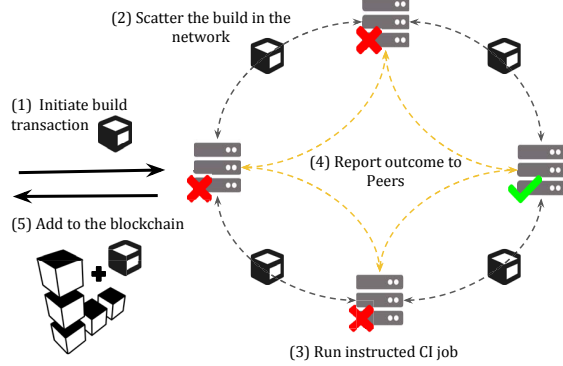 (2) Scatter the build in the
network
(1) Initiate build
transaction
(4) Report outcome to
Peers
(5) Add to the blockchain
(3) Run instructed CI job